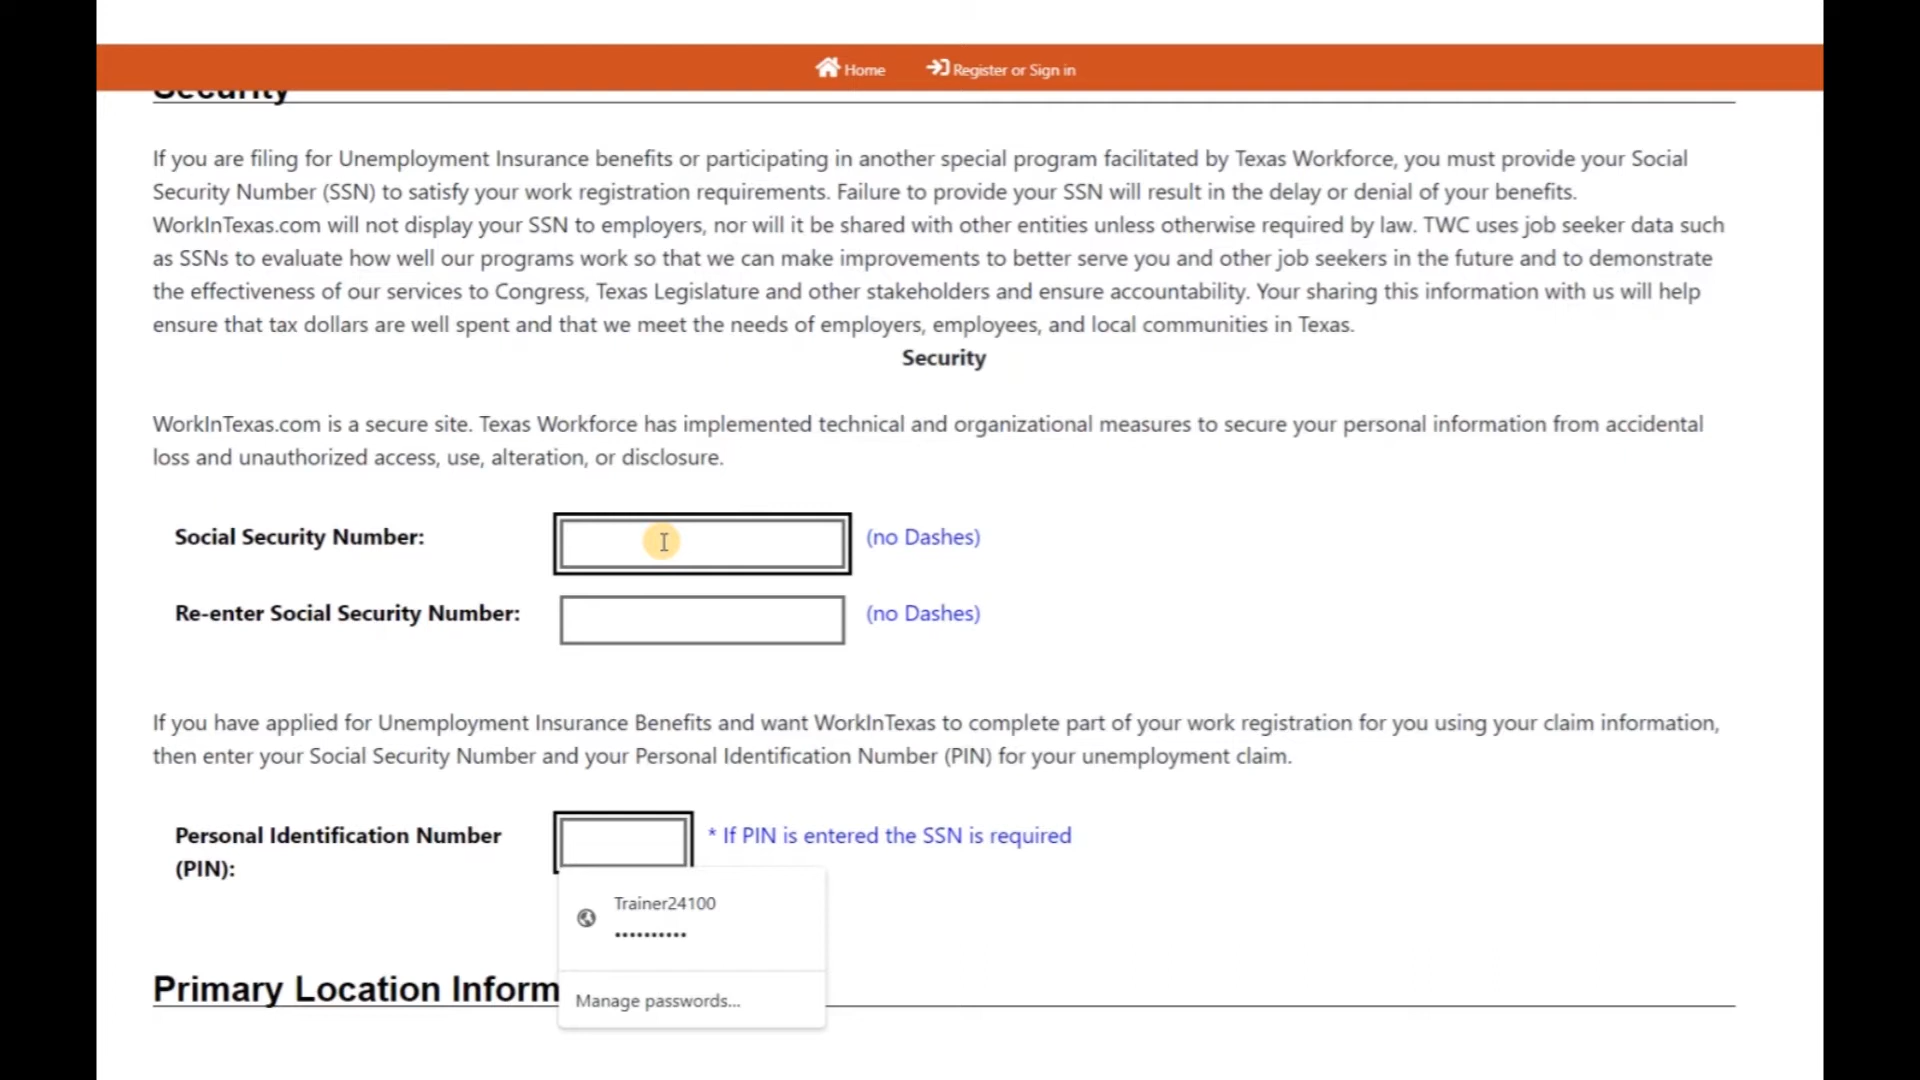 Home Register or Sign in
Security
If you are filing for Unemployment Insurance benefits or participating in another special program facilitated by Texas Workforce, you must provide your Social
Security Number (SSN) to satisfy your work registration requirements. Failure to provide your SSN will result in the delay or denial of your benefits.
WorkInTexas.com will not display your SSN to employers, nor will it be shared with other entities unless otherwise required by law. TWC uses job seeker data such
as SSNs to evaluate how well our programs work so that we can make improvements to better serve you and other job seekers in the future and to demonstrate
the effectiveness of our services to Congress, Texas Legislature and other stakeholders and ensure accountability. Your sharing this information with us will help
ensure that tax dollars are well spent and that we meet the needs of employers, employees, and local communities in Texas.
Security
WorkInTexas.com is a secure site. Texas Workforce has implemented technical and organizational measures to secure your personal information from accidental
loss and unauthorized access, use, alteration, or disclosure.
Social Security Number: (no Dashes)
Re-enter Social Security Number: (no Dashes)
If you have applied for Unemployment Insurance Benefits and want WorkInTexas to complete part of your work registration for you using your claim information,
then enter your Social Security Number and your Personal Identification Number (PIN) for your unemployment claim.
Personal Identification Number * If PIN is entered the SSN is required
(PIN):
Trainer24100
••••••••••
Primary Location Inform
Manage passwords...